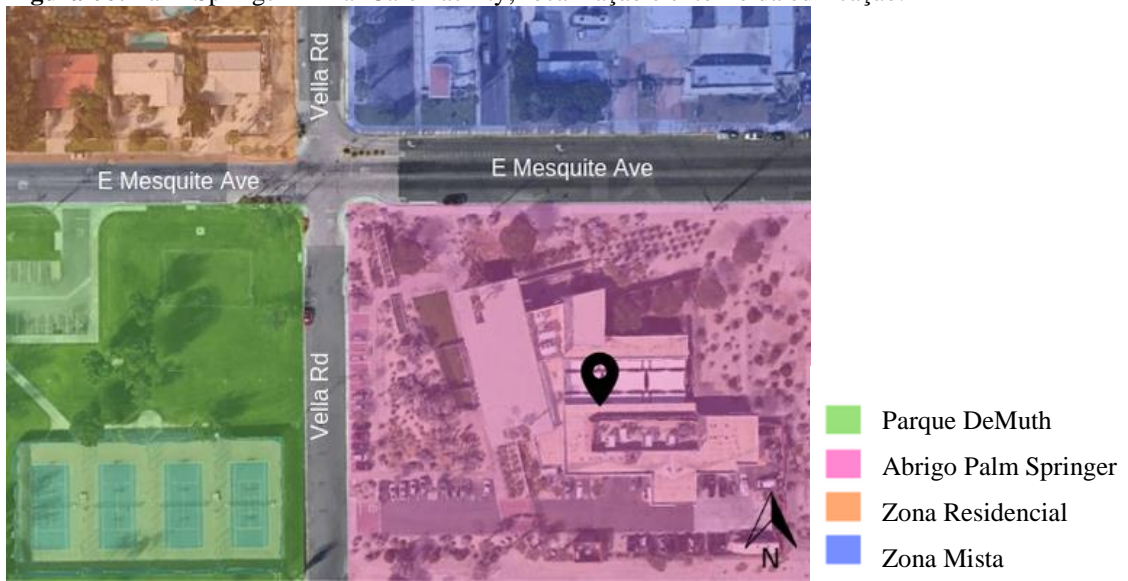 Vella Rd
E Mesquite Ave
E Mesquite Ave
Vella Rd
N
Parque DeMuth
Abrigo Palm Springer
Zona Residencial
Zona Mista